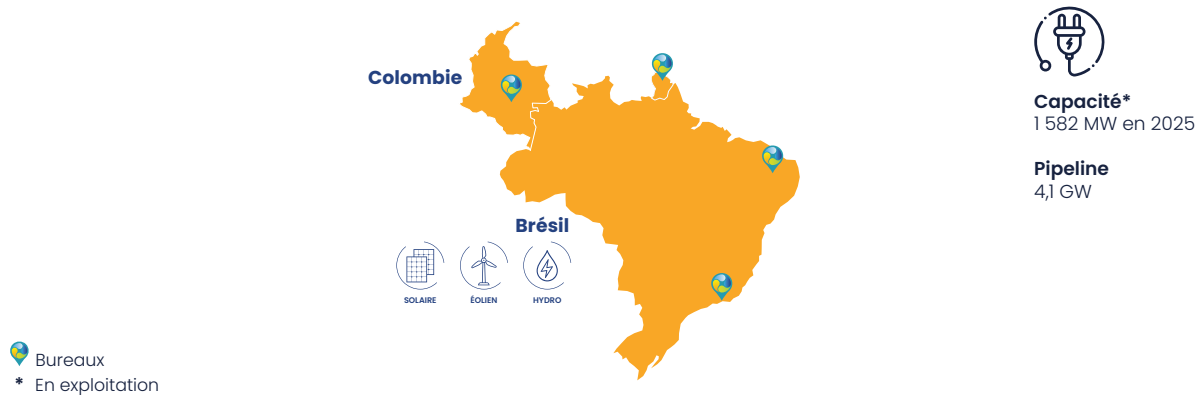 Colombie
Brésil
SOLAIRE
ÉOLIEN
HYDRO
Capacité*
1 582 MW en 2025
Pipeline
4,1 GW
Bureaux
* En exploitation